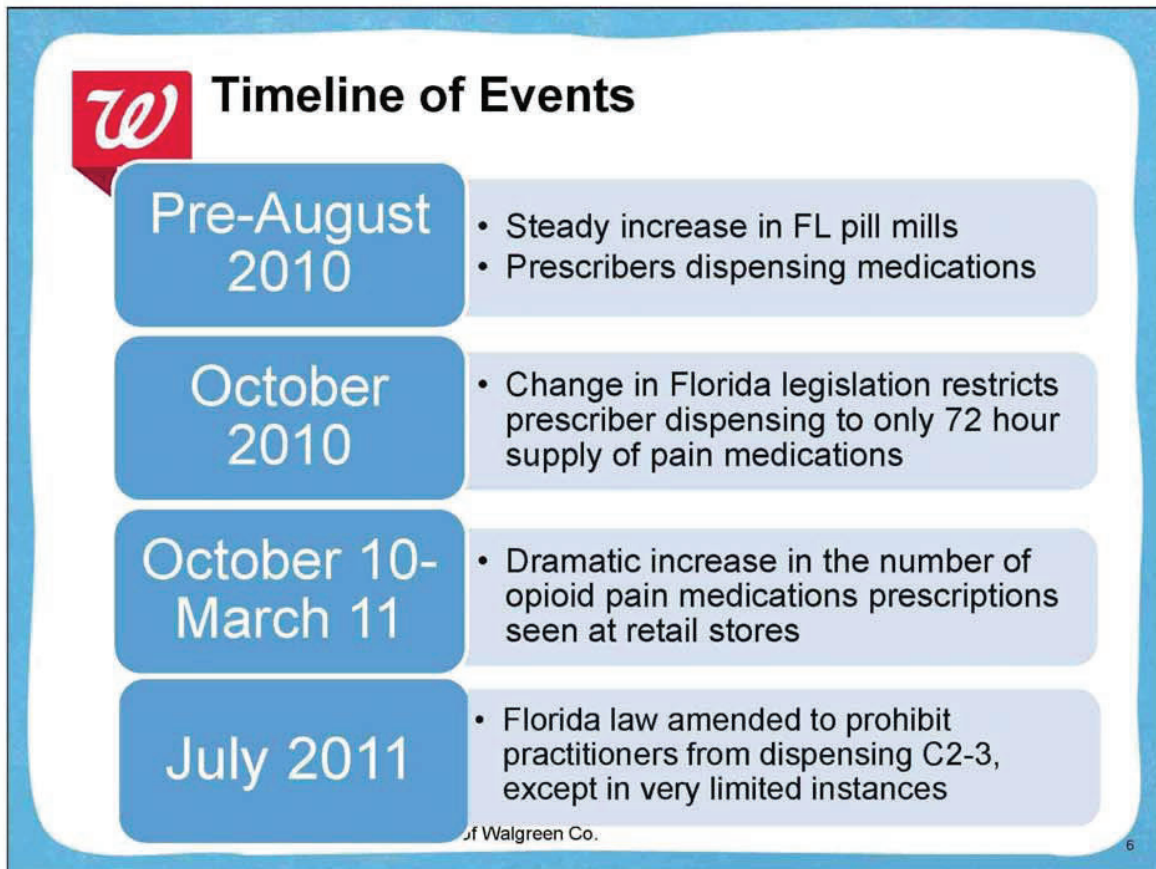 W
Timeline of Events
Pre-August
2010
• Steady increase in FL pill mills
• Prescribers dispensing medications
October
2010
• Change in Florida legislation restricts
prescriber dispensing to only 72 hour
supply of pain medications
October 10-
March 11
• Dramatic increase in the number of
opioid pain medications prescriptions
seen at retail stores
July 2011
• Florida law amended to prohibit
practitioners from dispensing C2-3,
except in very limited instances
of Walgreen Co.
6